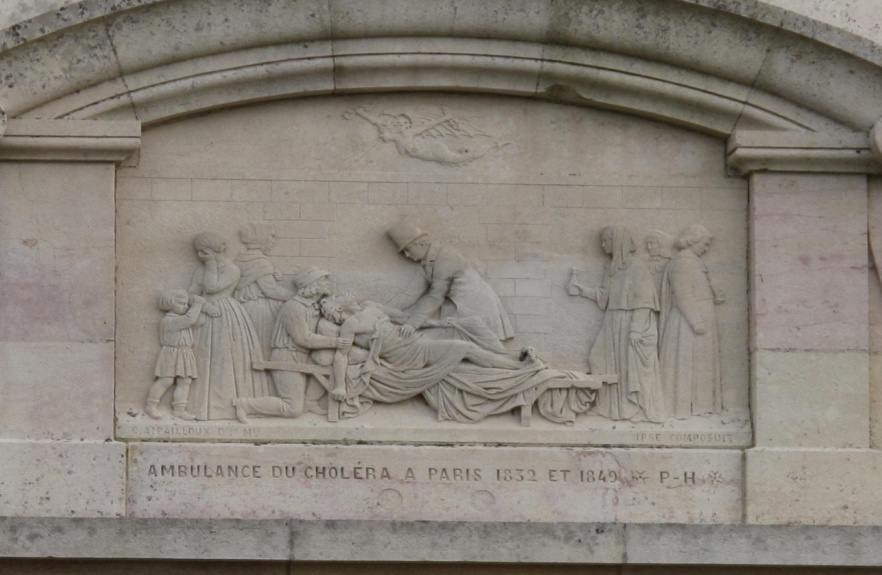 IPSE COMPOSUIT
AMBULANCE DU CHOLÉRA A PARIS 1832 ET 1849 ✳ P-H ✳